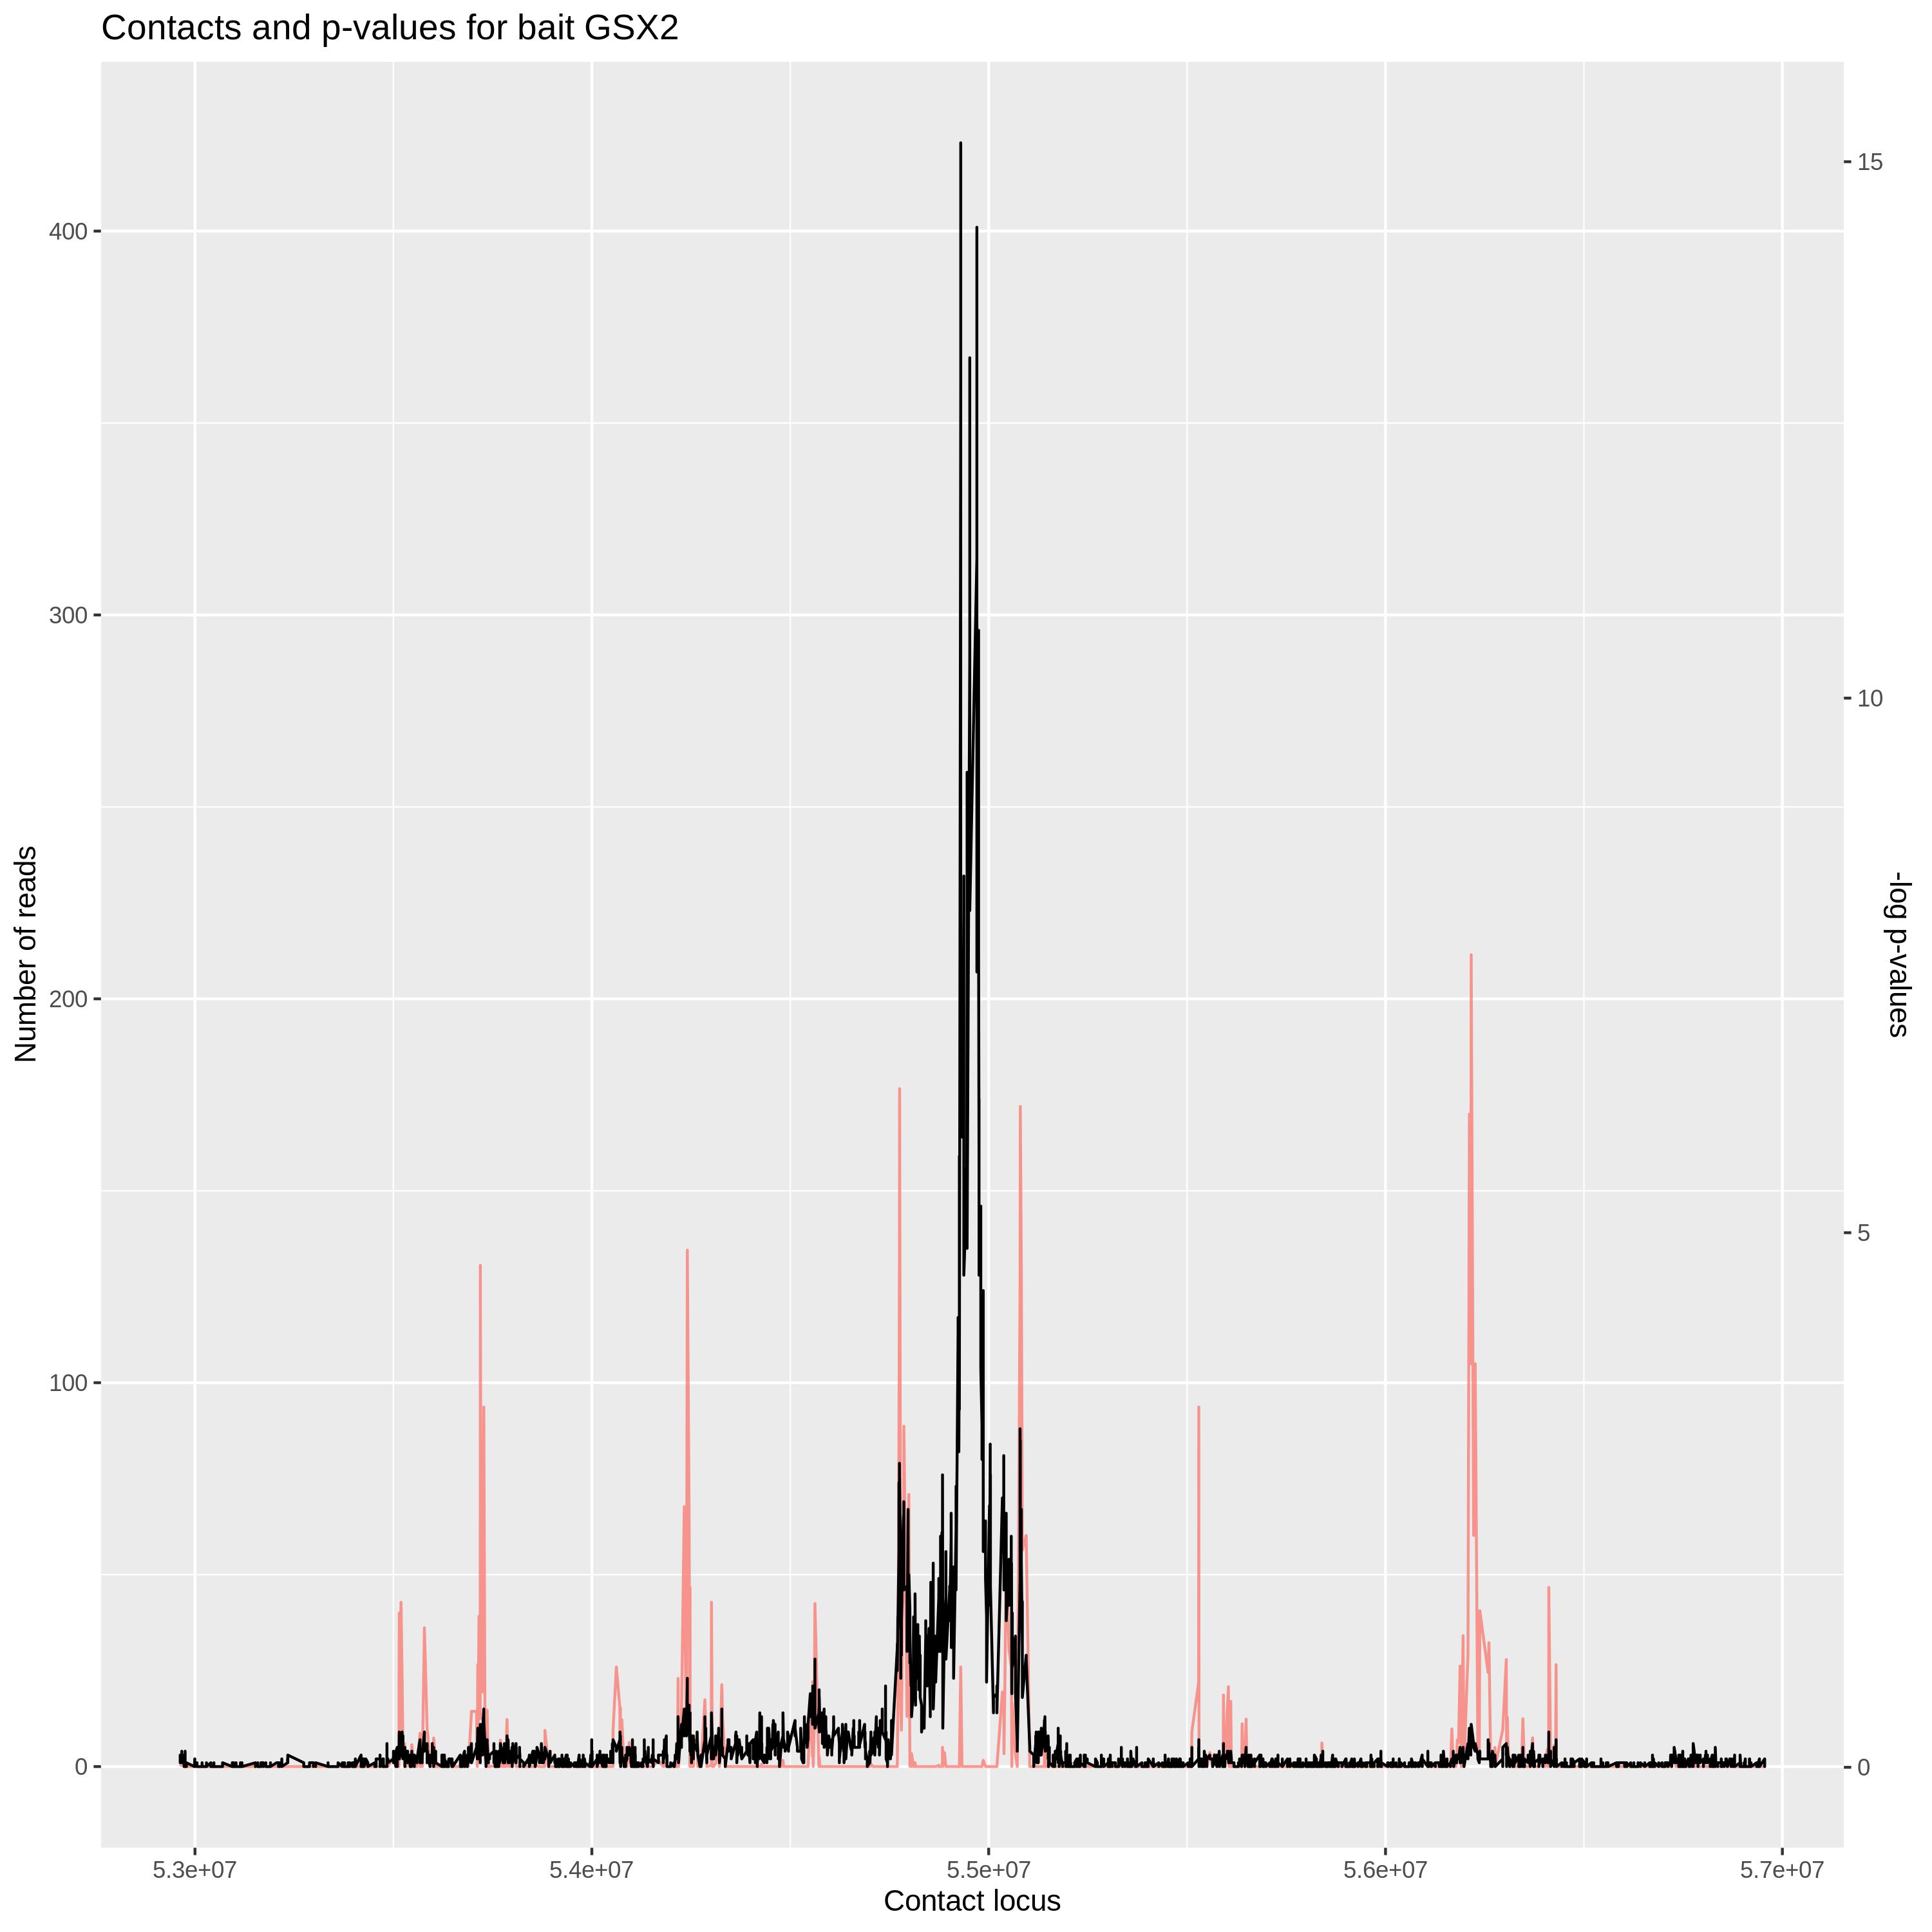 Contacts and p-values for bait GSX2
400
300
200
100
0
Number of reads
15
10
5
0
-log p-values
5.3e+07
5.4e+07
5.5e+07
5.6e+07
5.7e+07
Contact locus